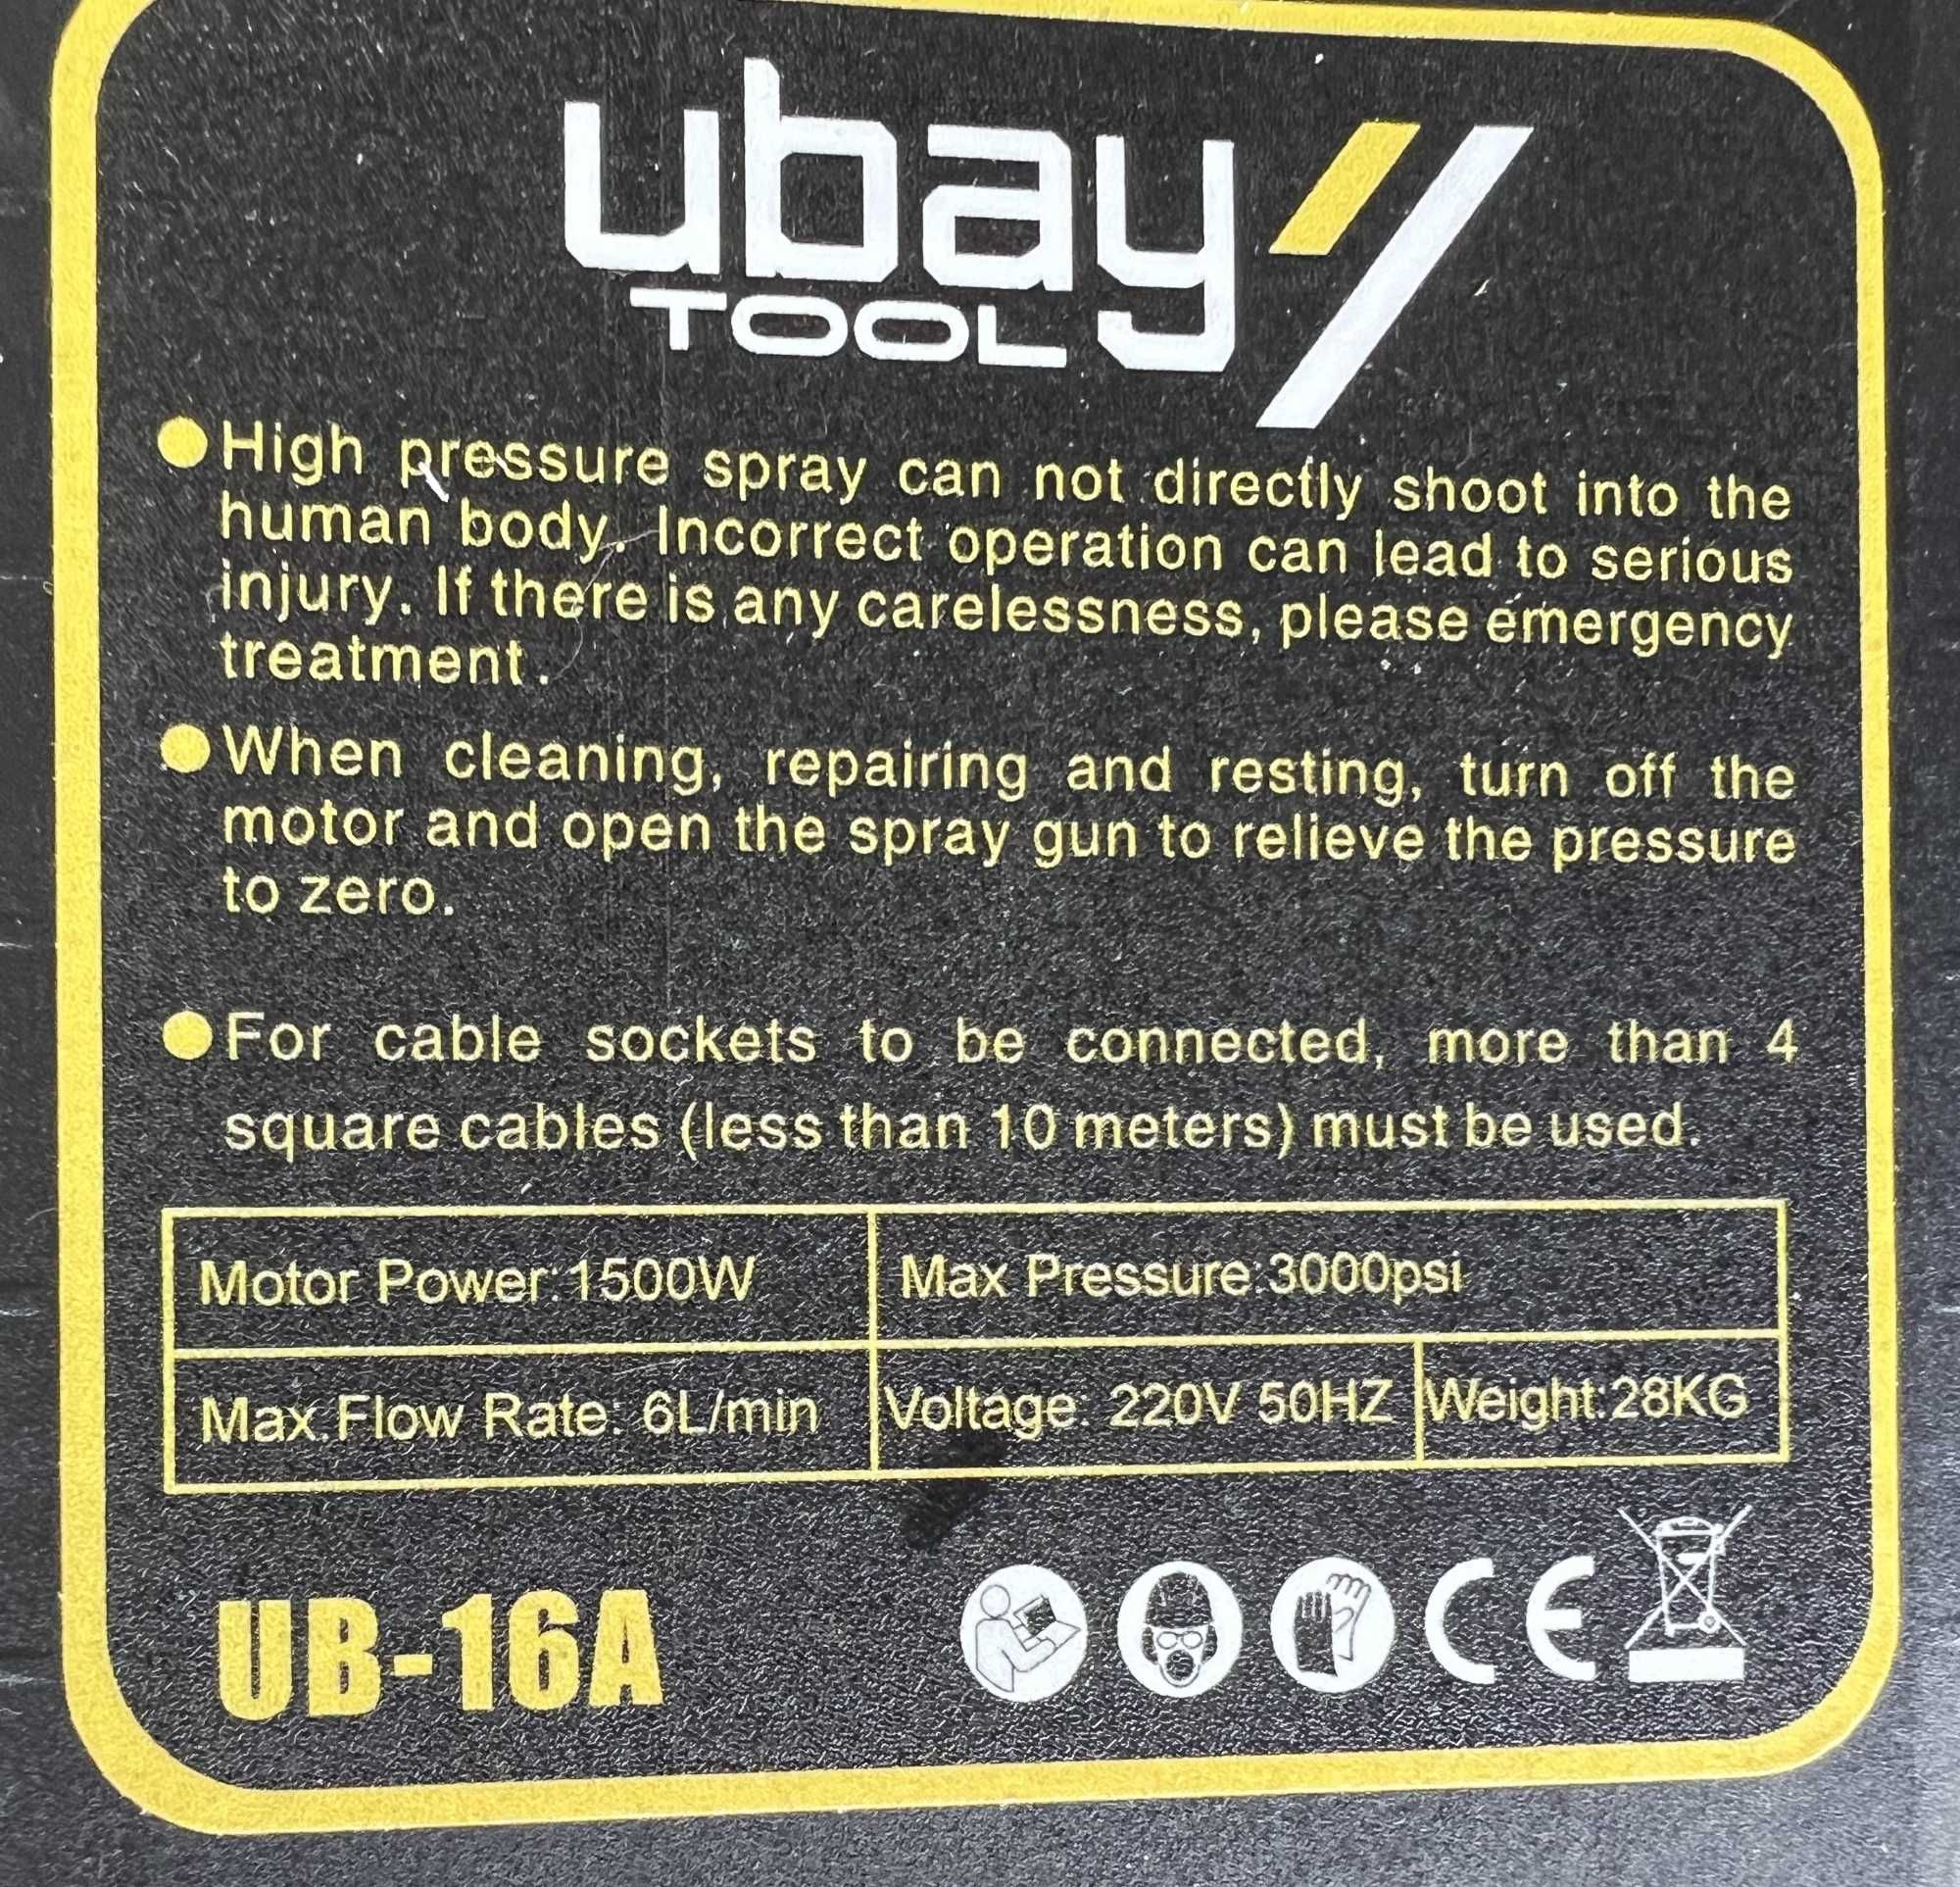 ubay
TOOL
●High pressure spray can not directly shoot into the
human body. Incorrect operation can lead to serious
injury. If there is any carelessness, please emergency
treatment.
●When cleaning, repairing and resting, turn off the
motor and open the spray gun to relieve the pressure
to zero.
●For cable sockets to be connected, more than 4
square cables (less than 10 meters) must be used.
Motor Power:1500W Max Pressure:3000psi
Max.Flow Rate: 6L/min Voltage: 220V 50HZ Weight:28KG
UB-16A CE